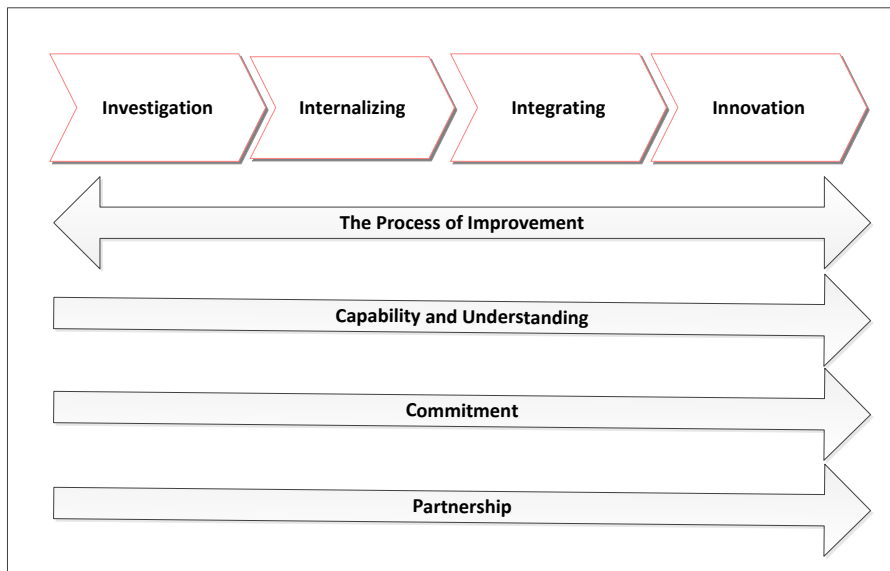 Investigation
Internalizing
Integrating
Innovation
The Process of Improvement
Capability and Understanding
Commitment
Partnership